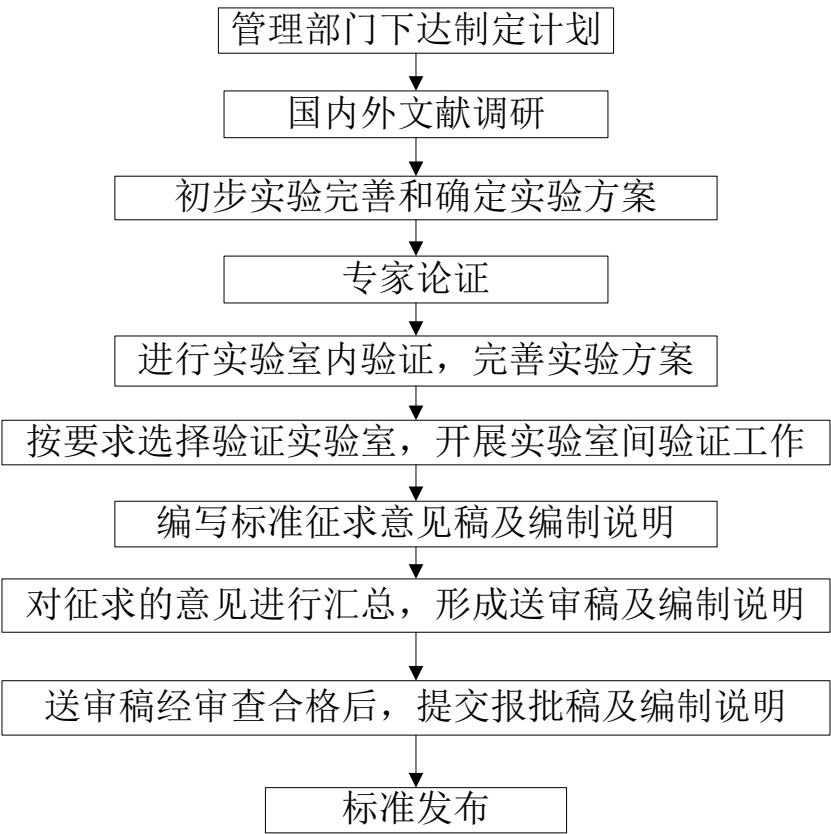 管理部门下达制定计划
国内外文献调研
初步实验完善和确定实验方案
专家论证
进行实验室内验证，完善实验方案
按要求选择验证实验室，开展实验室间验证工作
编写标准征求意见稿及编制说明
对征求的意见进行汇总，形成送审稿及编制说明
送审稿经审查合格后，提交报批稿及编制说明
标准发布